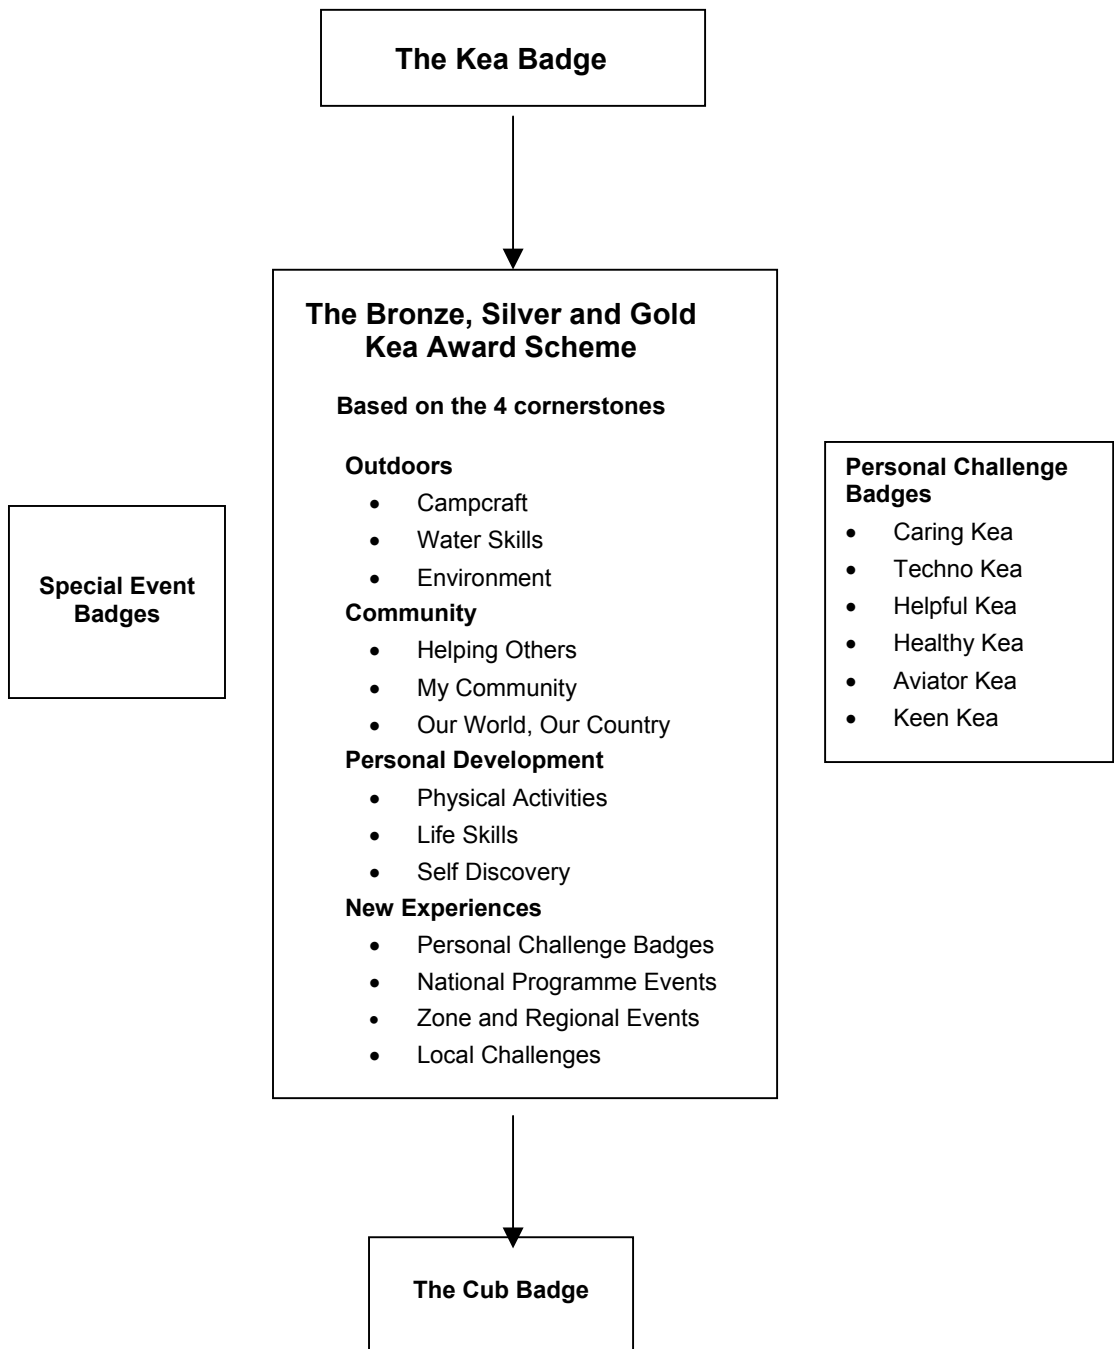 The Kea Badge
The Bronze, Silver and Gold
Kea Award Scheme
Based on the 4 cornerstones
Outdoors
• Campcraft
• Water Skills
• Environment
Community
• Helping Others
• My Community
• Our World, Our Country
Personal Development
• Physical Activities
• Life Skills
• Self Discovery
New Experiences
• Personal Challenge Badges
• National Programme Events
• Zone and Regional Events
• Local Challenges
Special Event
Badges
Personal Challenge
Badges
• Caring Kea
• Techno Kea
• Helpful Kea
• Healthy Kea
• Aviator Kea
• Keen Kea
The Cub Badge